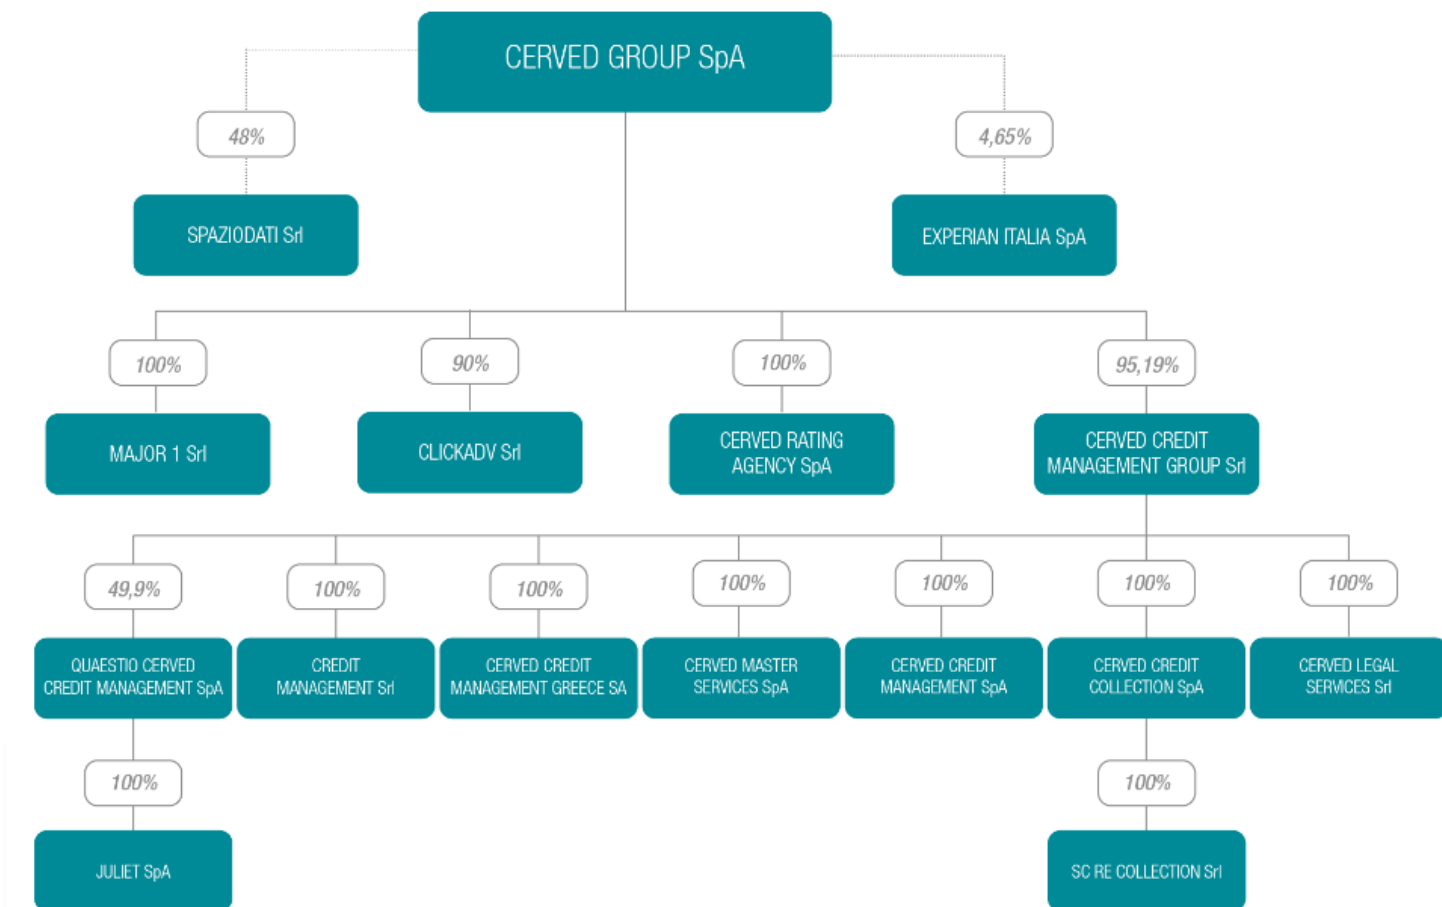 CERVED GROUP SpA
48%
4,65%
SPAZIODATI Srl
EXPERIAN ITALIA SpA
100%
90%
100%
95,19%
MAJOR 1 Srl
CLICKADV Srl
CERVED RATING
AGENCY SpA
CERVED CREDIT
MANAGEMENT GROUP Srl
49,9%
100%
100%
100%
100%
100%
100%
QUAESTIO CERVED
CREDIT MANAGEMENT SpA
CREDIT
MANAGEMENT Srl
CERVED CREDIT
MANAGEMENT GREECE SA
CERVED MASTER
SERVICES SpA
CERVED CREDIT
MANAGEMENT SpA
CERVED CREDIT
COLLECTION SpA
CERVED LEGAL
SERVICES Srl
100%
100%
JULIET SpA
SC RE COLLECTION Srl